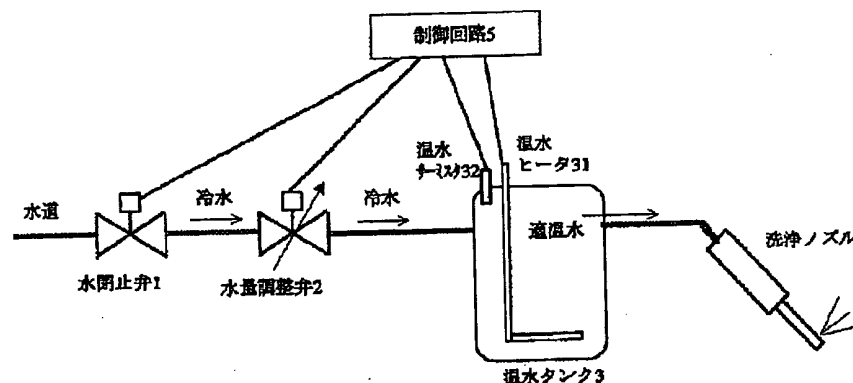 制御回路5
温水
サーミスタ32
温水
ヒータ31
水道
冷水
冷水
適温水
洗浄ノズル
水閉止弁1
水量調整弁2
温水タンク3